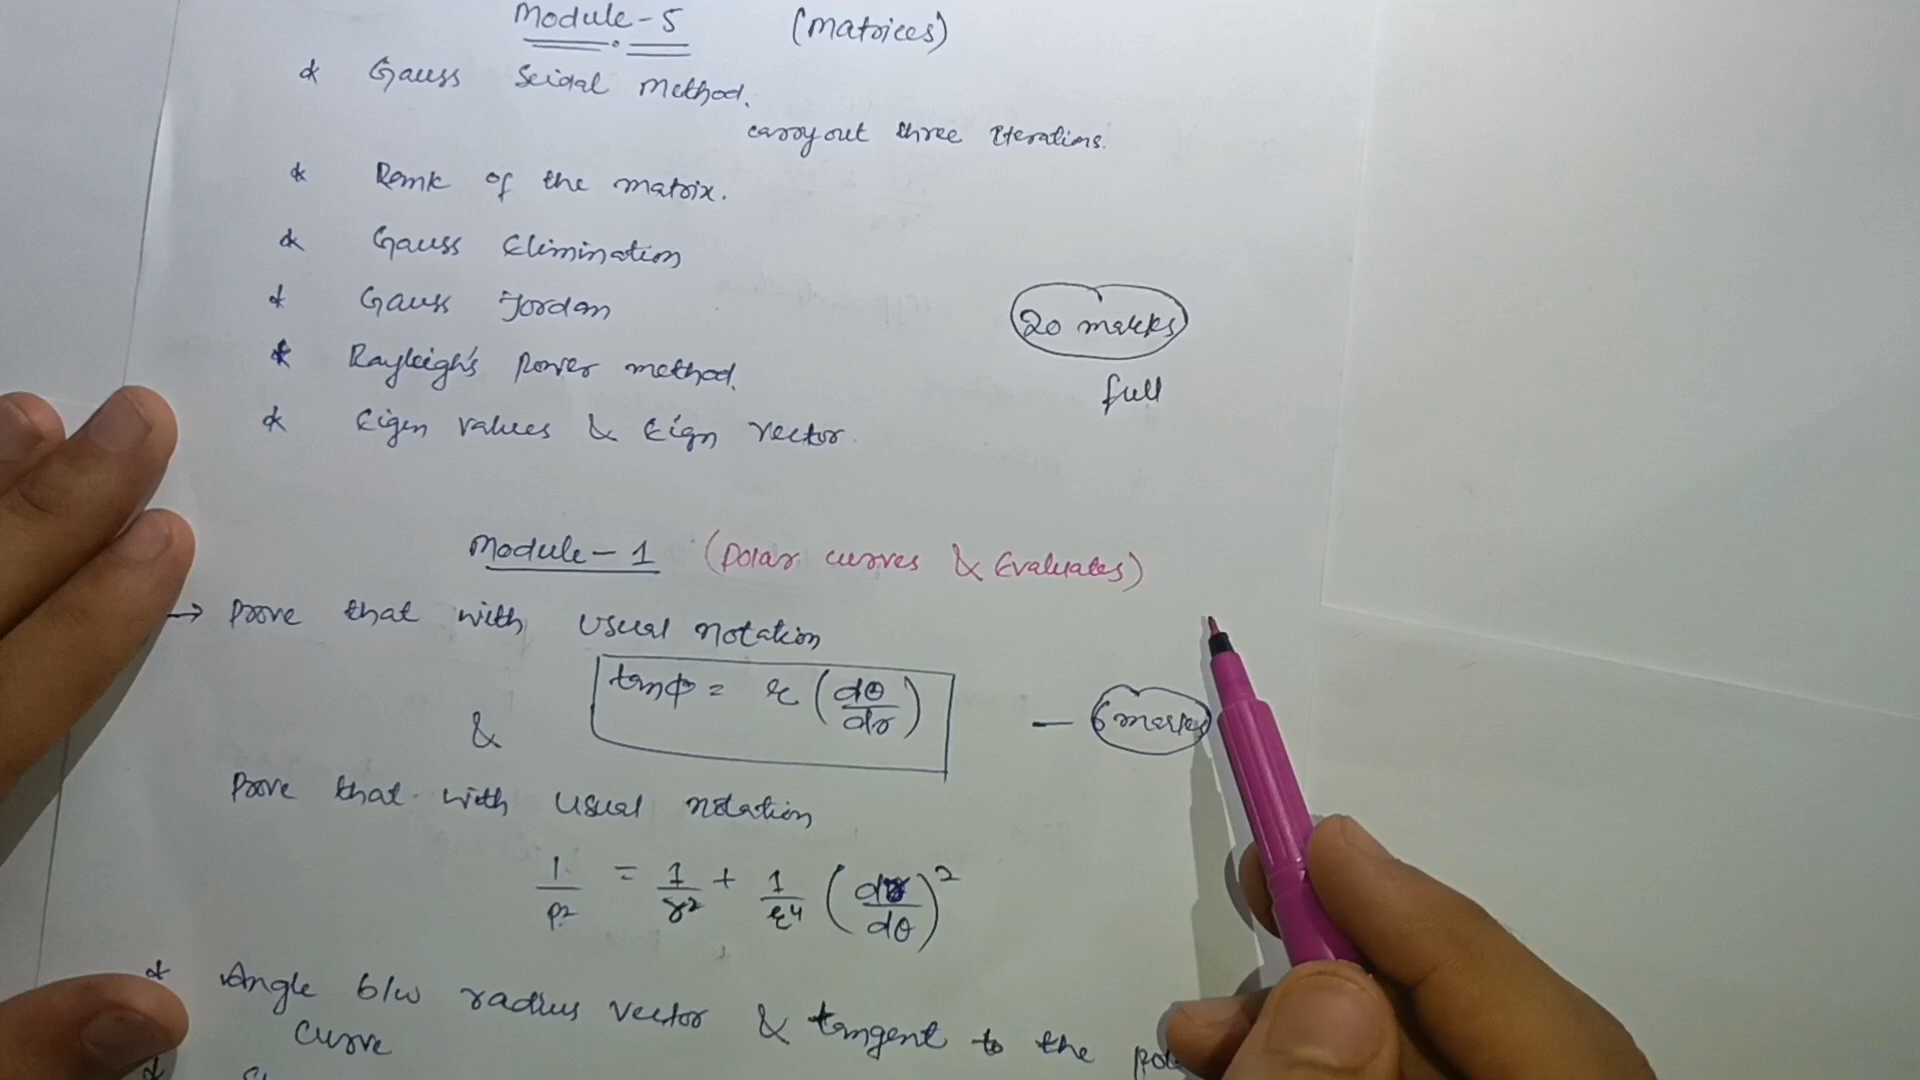 Module-5 (Matrices)
* Gauss Seidal Method.
carryout three iterations.
* Rank of the matrix.
* Gauss Elimination
* Gauss Jordan
20 marks
* Rayleigh's power method.
full
* Eigen values & Eign vector.
Module-1 (Polar curves & Evaluates)
→ Prove that with usual notation
tanφ = r (dθ/dr)
& — 6 marks
Prove that with usual notation
1/p² = 1/r² + 1/r⁴ (dr/dθ)²
* Angle b/w radius vector & tangent to the
curve
*